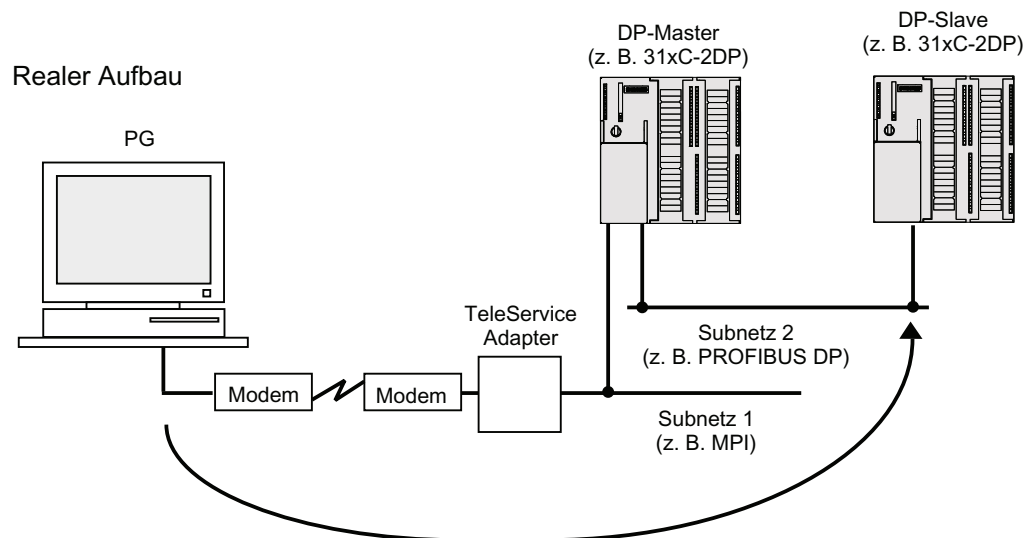 DP-Master
(z. B. 31xC-2DP)
DP-Slave
(z. B. 31xC-2DP)
Realer Aufbau
PG
TeleService
Adapter
Subnetz 2
(z. B. PROFIBUS DP)
Modem
Modem
Subnetz 1
(z. B. MPI)